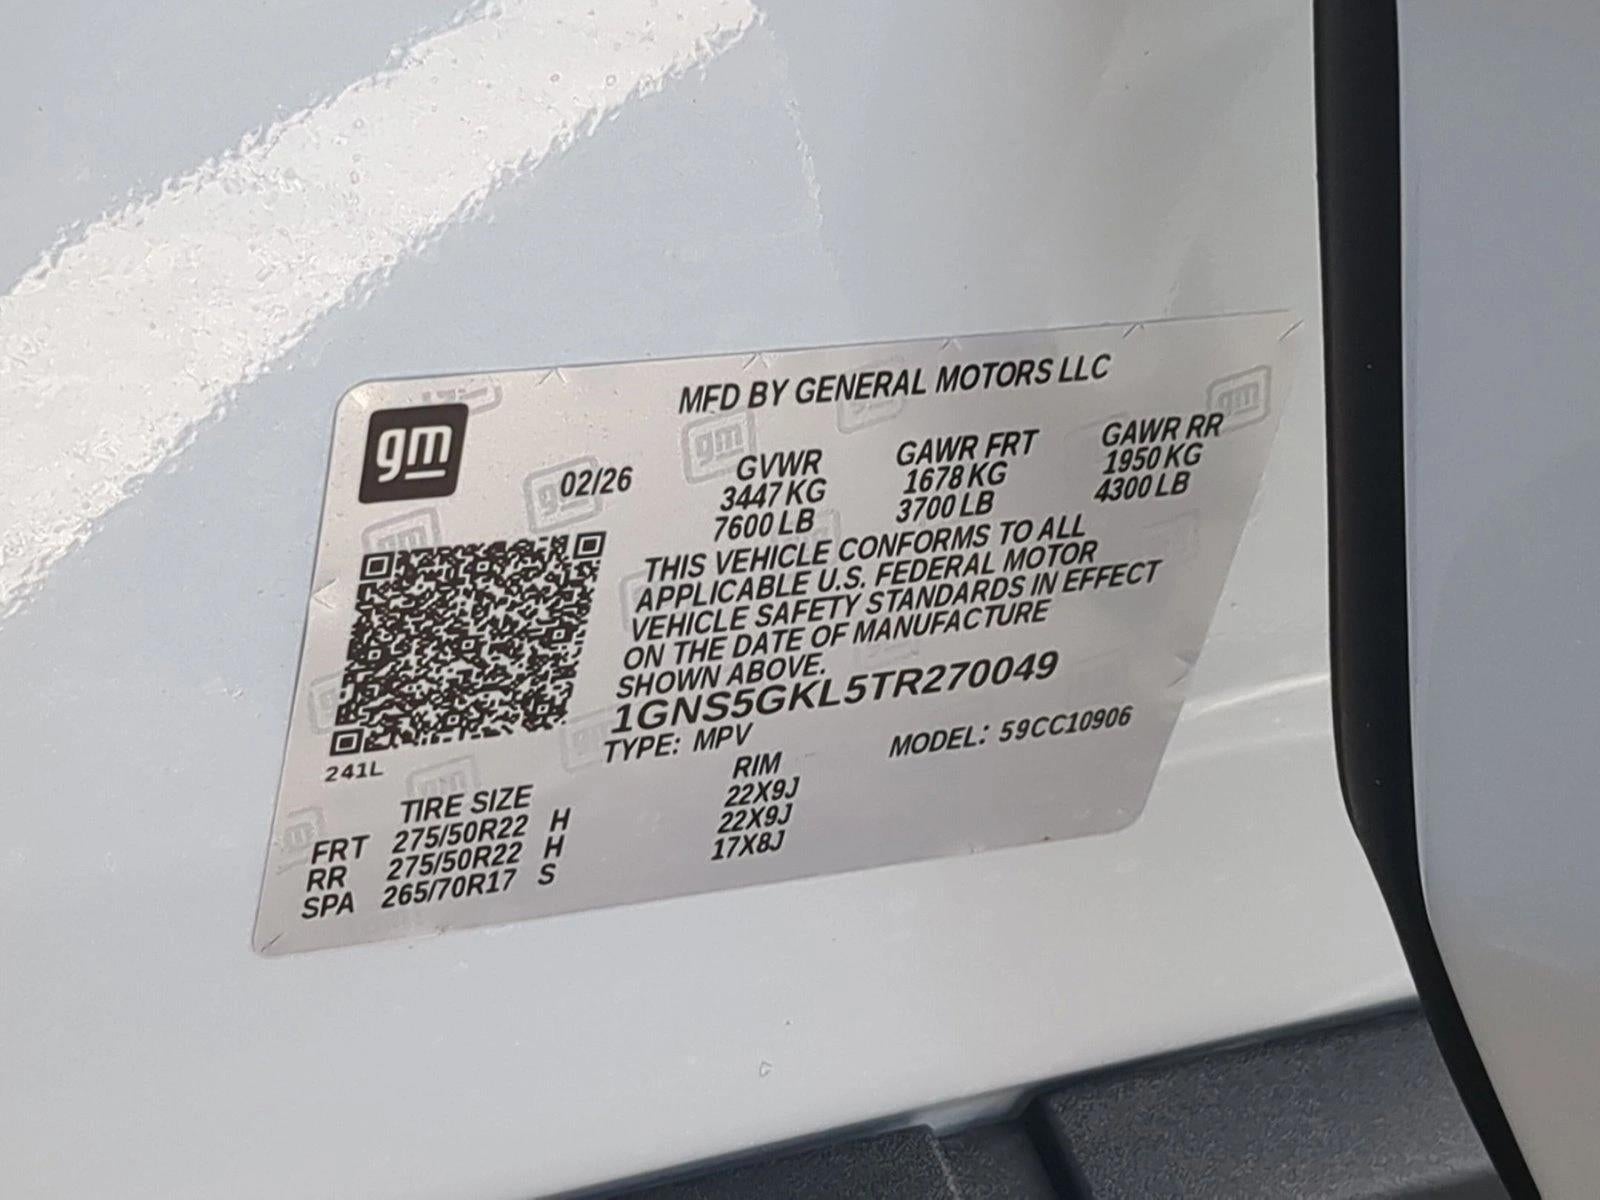 MFD BY GENERAL MOTORS LLC
gm
02/26
GVWR GAWR FRT GAWR RR
3447 KG 1678 KG 1950 KG
7600 LB 3700 LB 4300 LB
THIS VEHICLE CONFORMS TO ALL
APPLICABLE U.S. FEDERAL MOTOR
VEHICLE SAFETY STANDARDS IN EFFECT
ON THE DATE OF MANUFACTURE
SHOWN ABOVE.
1GNS5GKL5TR270049
TYPE: MPV MODEL: 59CC10906
241L
TIRE SIZE RIM
FRT 275/50R22 H 22X9J
RR 275/50R22 H 22X9J
SPA 265/70R17 S 17X8J